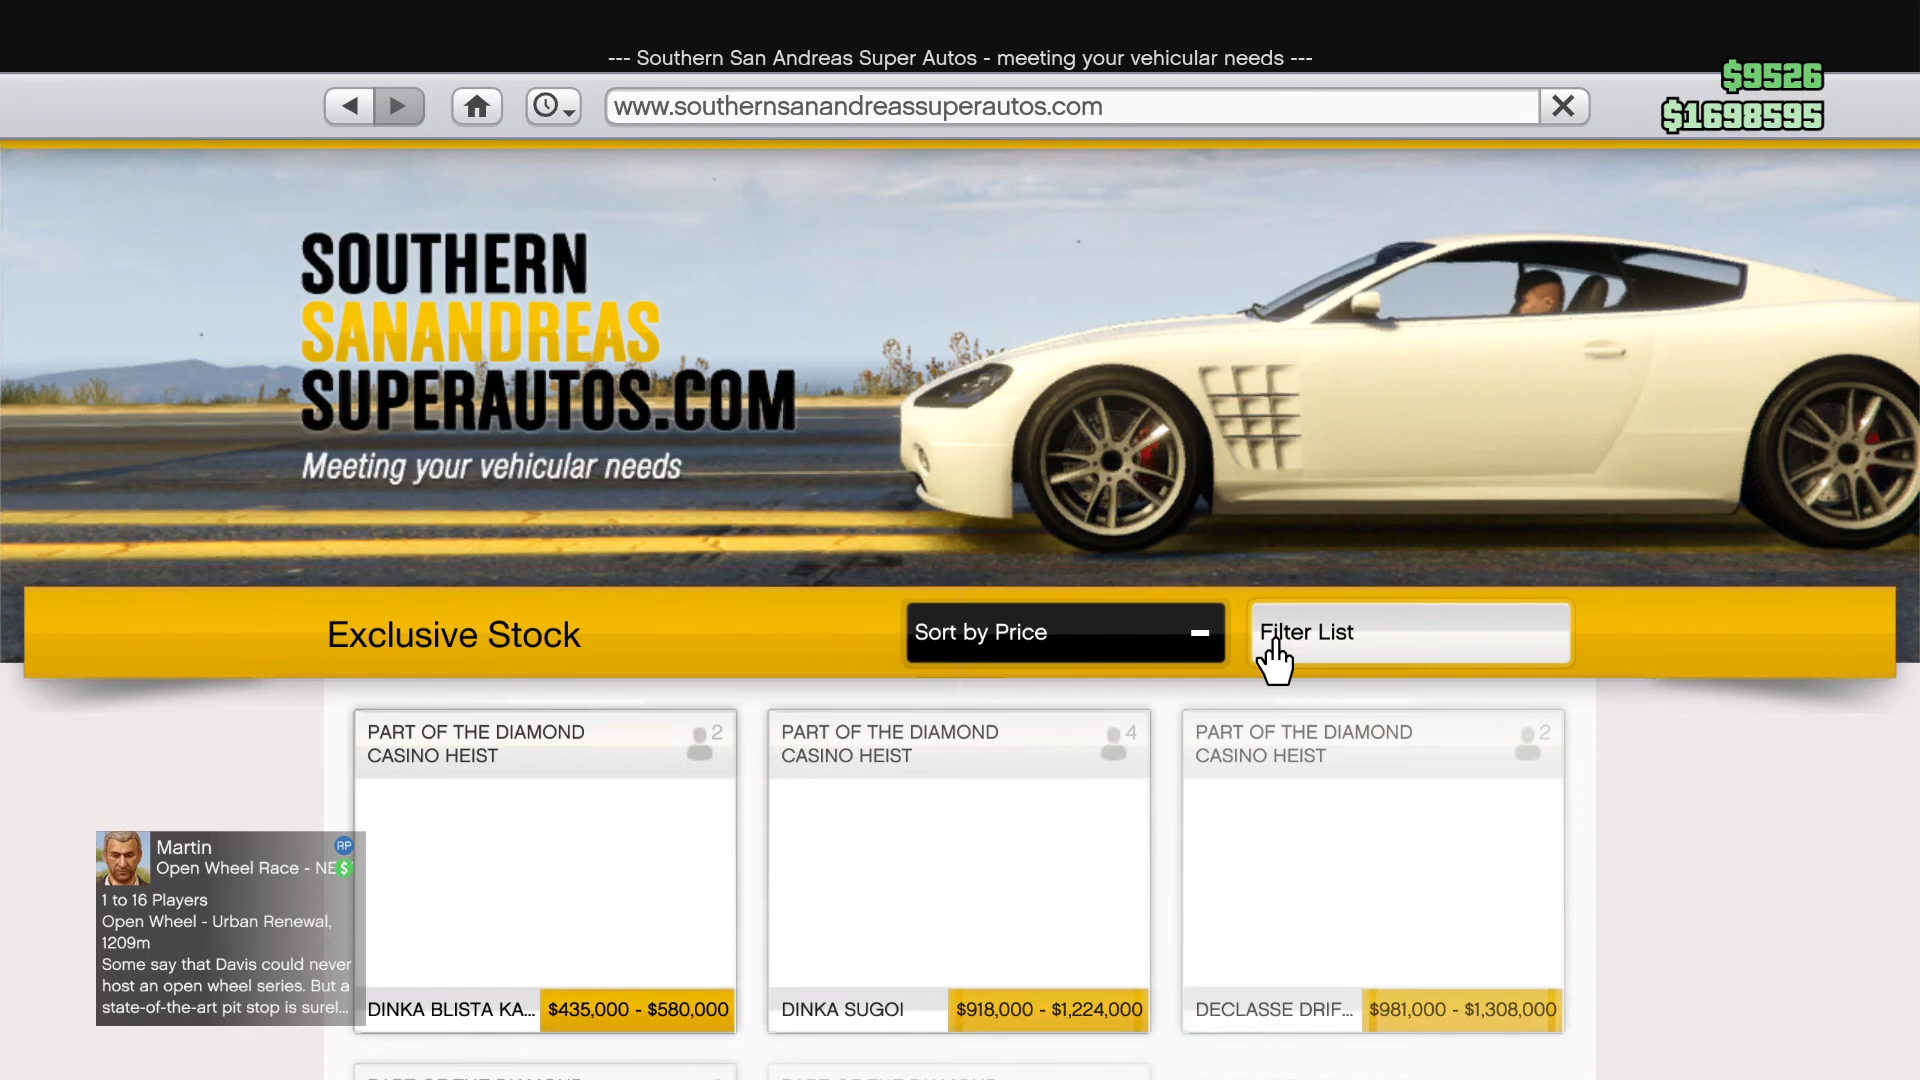 --- Southern San Andreas Super Autos - meeting your vehicular needs ---
$9526
www.southernsanandreassuperautos.com
$1698595
SOUTHERN
SANANDREAS
SUPERAUTOS.COM
Meeting your vehicular needs
Exclusive Stock
Sort by Price
Filter List
PART OF THE DIAMOND
CASINO HEIST
2
DINKA BLISTA KA...
$435,000 - $580,000
PART OF THE DIAMOND
CASINO HEIST
4
DINKA SUGOI
$918,000 - $1,224,000
PART OF THE DIAMOND
CASINO HEIST
2
DECLASSE DRIF...
$981,000 - $1,308,000
Martin
RP
Open Wheel Race - NE
$
1 to 16 Players
Open Wheel - Urban Renewal,
1209m
Some say that Davis could never
host an open wheel series. But a
state-of-the-art pit stop is surel...